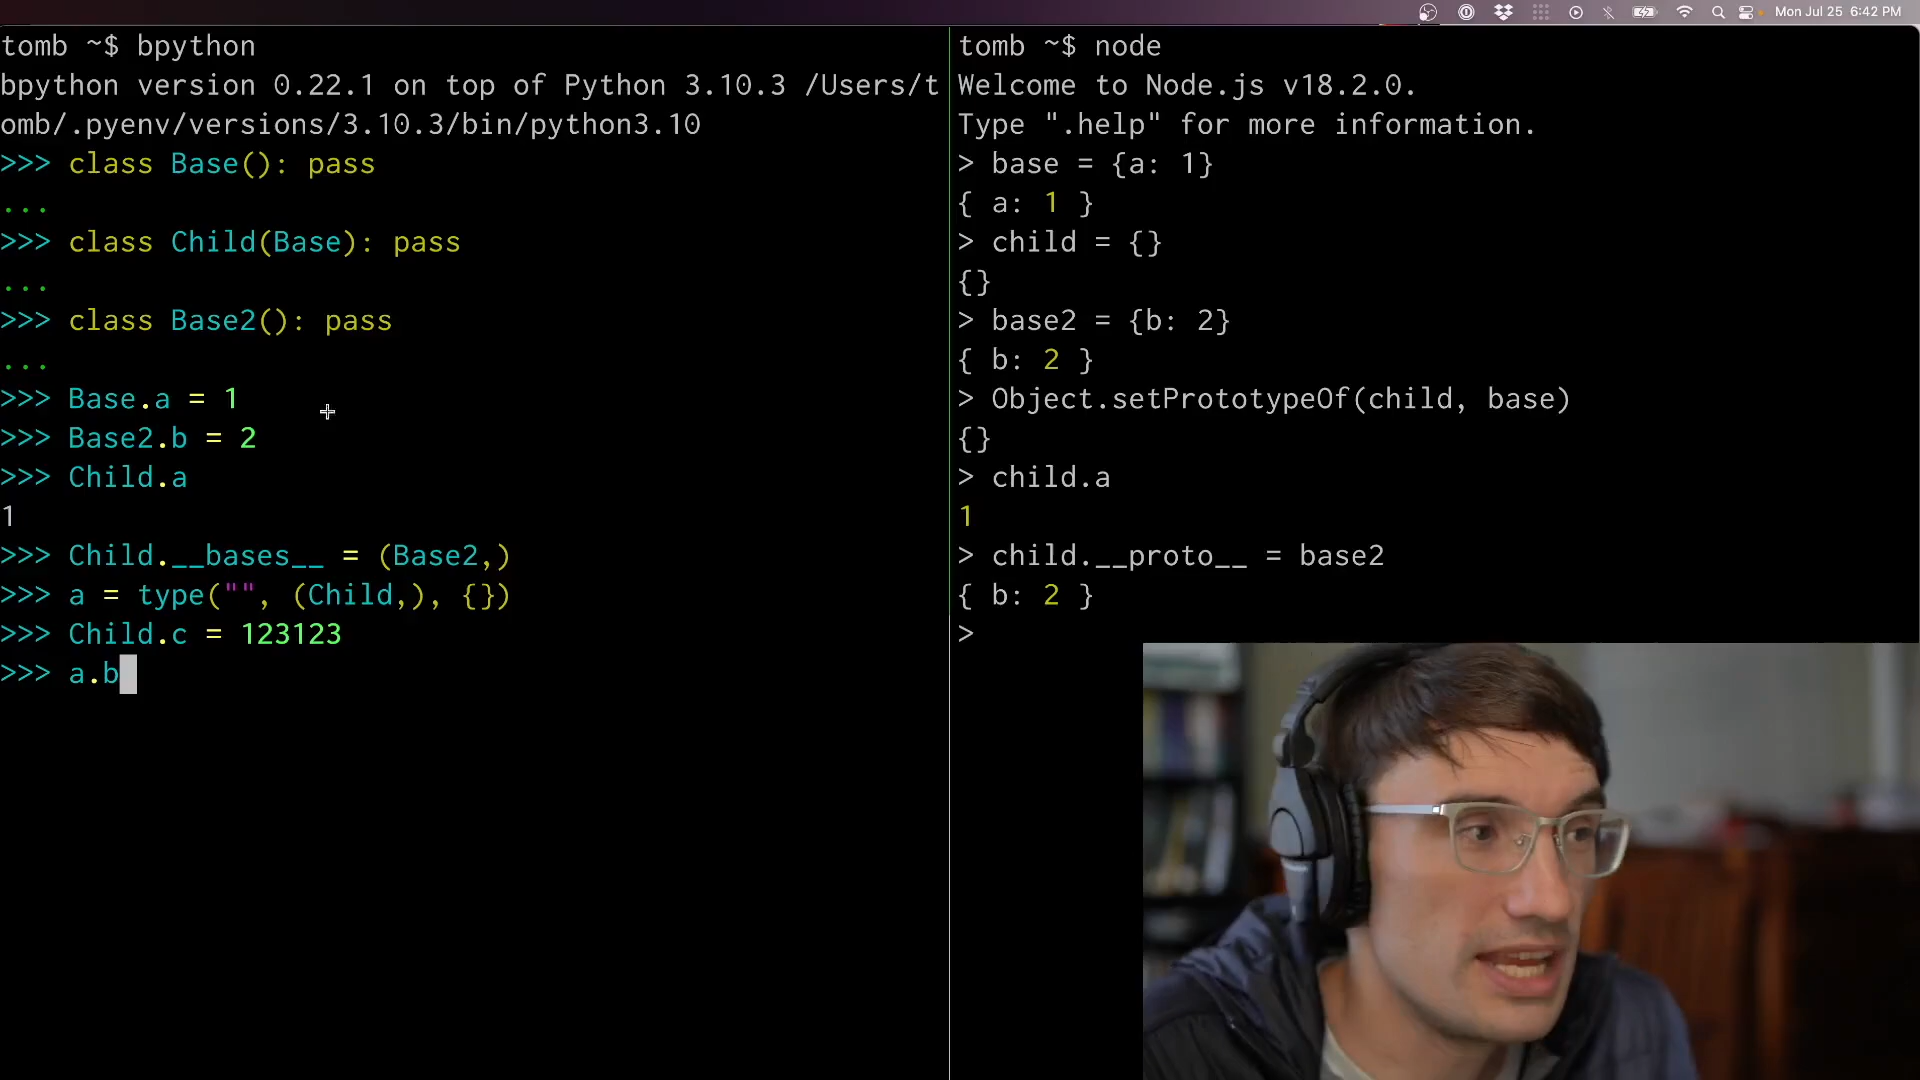 Mon Jul 25 6:42 PM
tomb ~$ bpython
bpython version 0.22.1 on top of Python 3.10.3 /Users/t
omb/.pyenv/versions/3.10.3/bin/python3.10
>>> class Base(): pass
...
>>> class Child(Base): pass
...
>>> class Base2(): pass
...
>>> Base.a = 1
>>> Base2.b = 2
>>> Child.a
1
>>> Child.__bases__ = (Base2,)
>>> a = type("", (Child,), {})
>>> Child.c = 123123
>>> a.b
tomb ~$ node
Welcome to Node.js v18.2.0.
Type ".help" for more information.
> base = {a: 1}
{ a: 1 }
> child = {}
{}
> base2 = {b: 2}
{ b: 2 }
> Object.setPrototypeOf(child, base)
{}
> child.a
1
> child.__proto__ = base2
{ b: 2 }
>